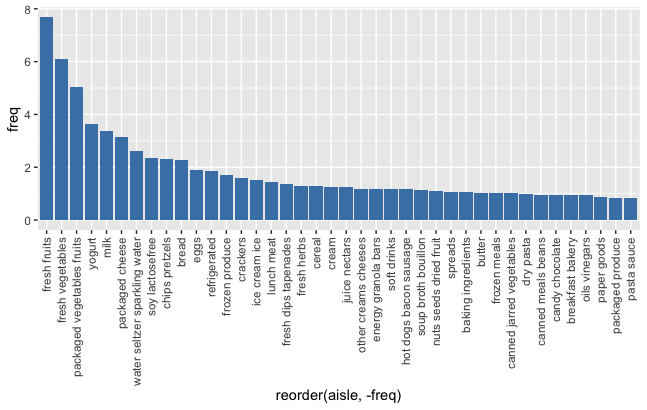 8
6
4
2
0
freq
fresh fruits
fresh vegetables
packaged vegetables fruits
yogurt
milk
packaged cheese
water seltzer sparkling water
soy lactosefree
chips pretzels
bread
eggs
refrigerated
frozen produce
crackers
ice cream ice
lunch meat
fresh dips tapenades
fresh herbs
cereal
cream
juice nectars
other creams cheeses
energy granola bars
soft drinks
hot dogs bacon sausage
soup broth bouillon
nuts seeds dried fruit
spreads
baking ingredients
butter
frozen meals
canned jarred vegetables
dry pasta
canned meals beans
candy chocolate
breakfast bakery
oils vinegars
paper goods
packaged produce
pasta sauce
reorder(aisle, -freq)